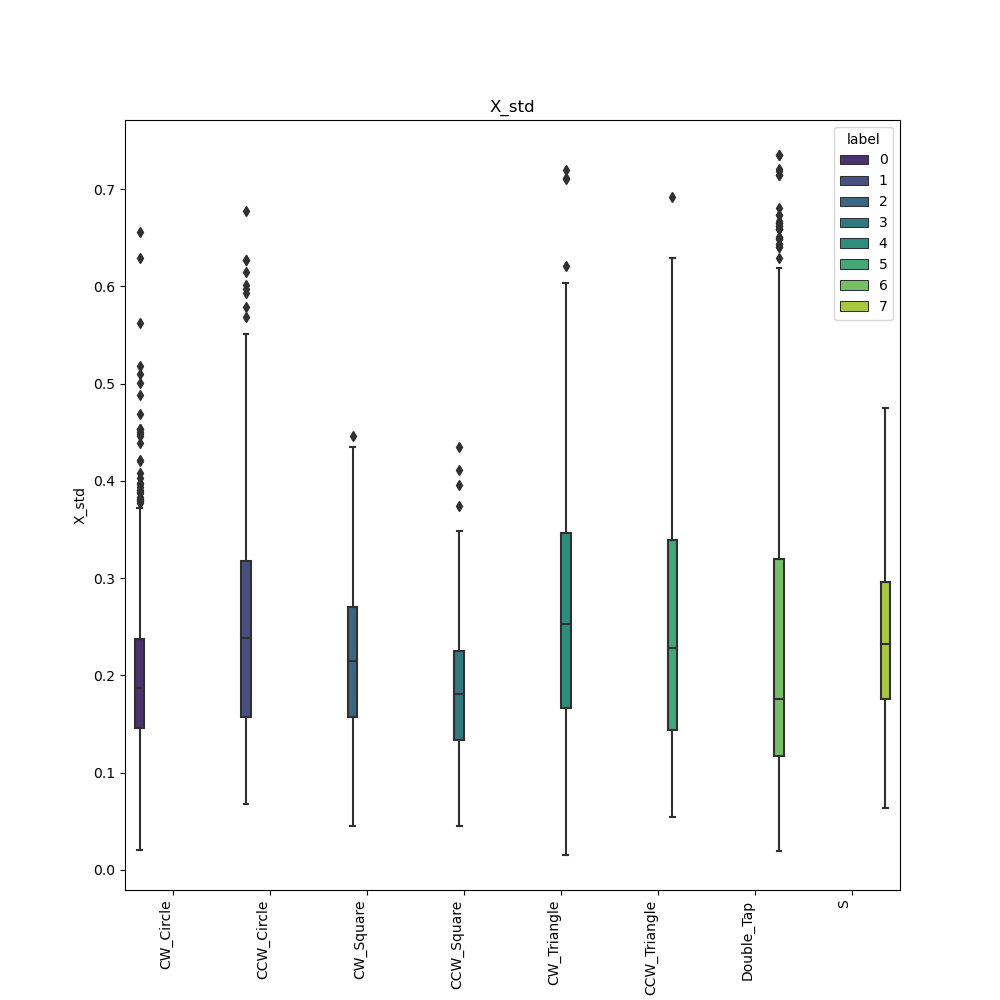 X_std
label
0
1
2
3
4
5
6
7
0.7
0.6
0.5
0.4
0.3
0.2
0.1
0.0
X_std
CW_Circle
CCW_Circle
CW_Square
CCW_Square
CW_Triangle
CCW_Triangle
Double_Tap
S